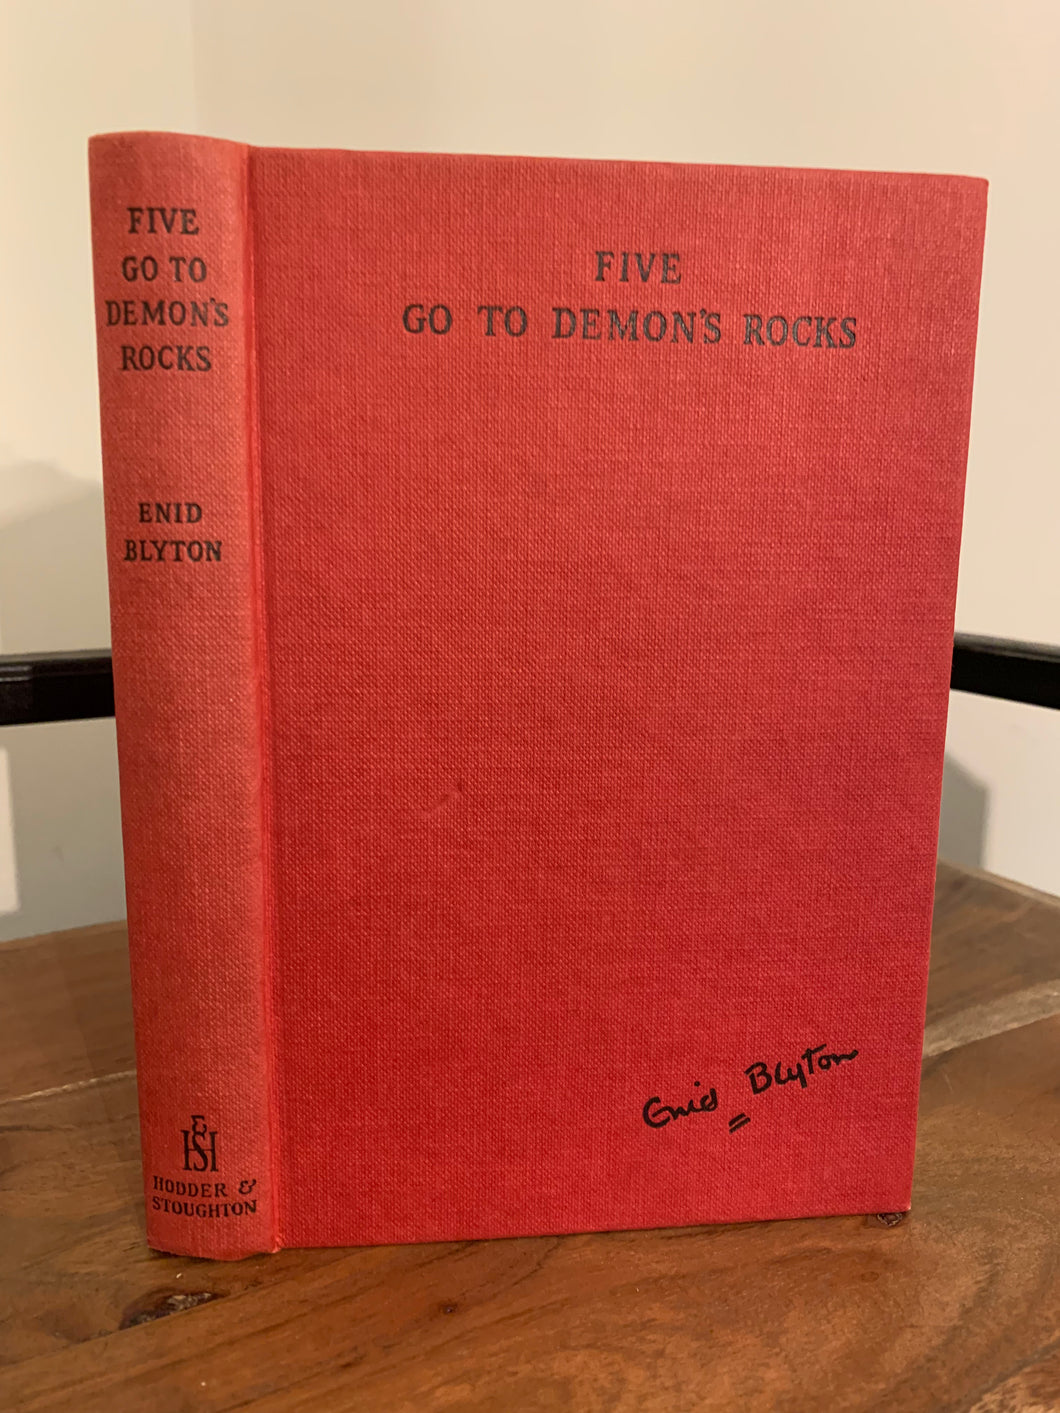 FIVE
GO TO
DEMON'S
ROCKS
ENID
BLYTON
H&S
HODDER &
STOUGHTON
FIVE
GO TO DEMON'S ROCKS
Enid Blyton